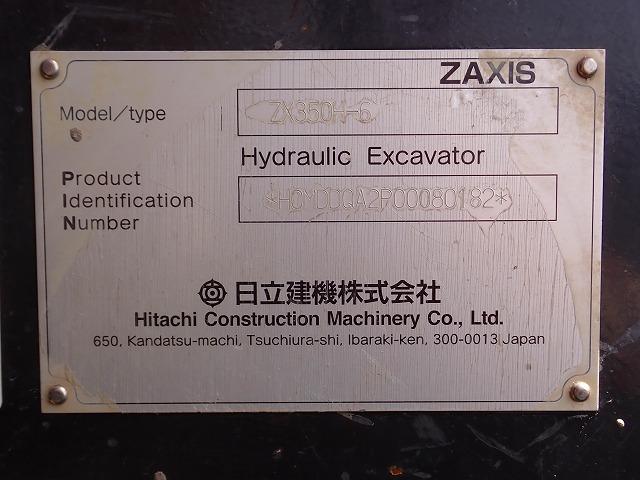 ZAXIS
Model/type ZX350H-6
Hydraulic Excavator
Product
Identification *HCMDDQA2P00080182*
Number
日立建機株式会社
Hitachi Construction Machinery Co., Ltd.
650, Kandatsu-machi, Tsuchiura-shi, Ibaraki-ken, 300-0013 Japan